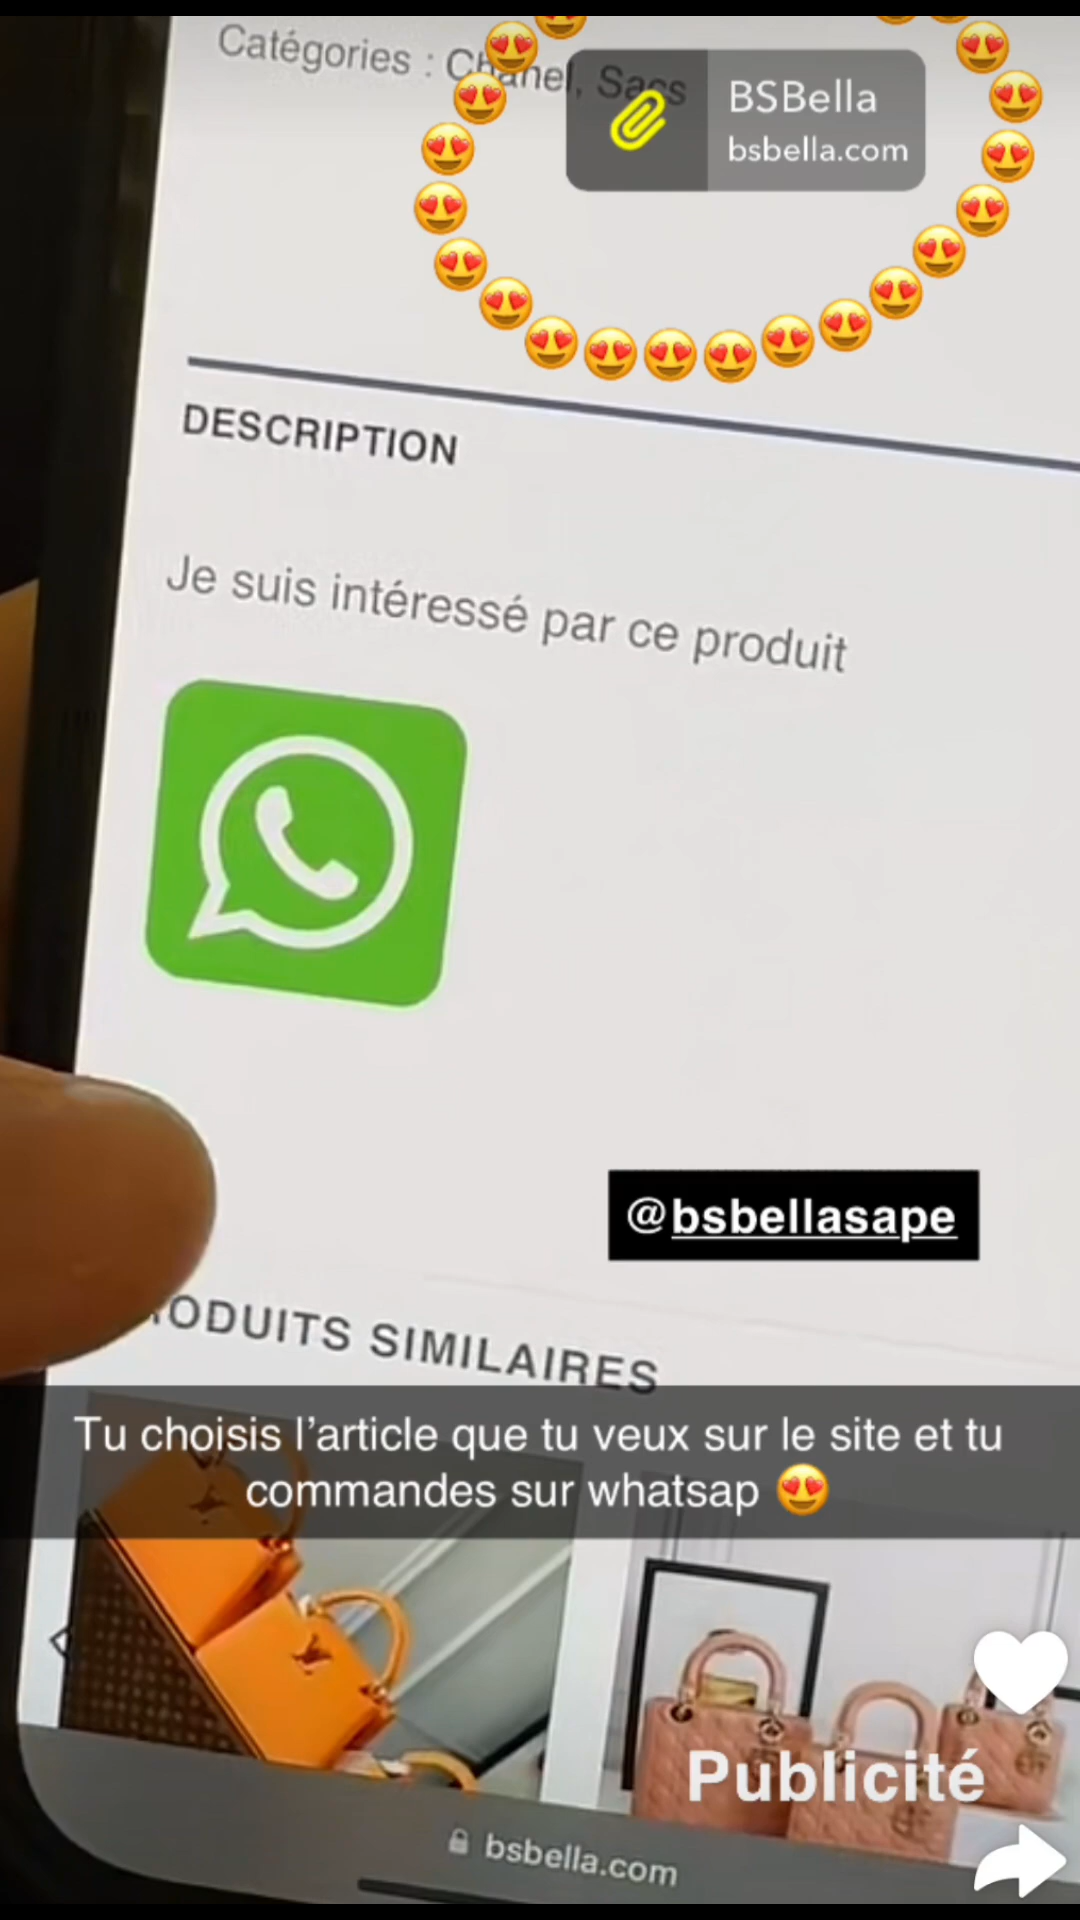 Catégories : Chanel, Sacs
BSBella
bsbella.com
DESCRIPTION
Je suis intéressé par ce produit
@bsbellasape
ODUITS SIMILAIRES
Tu choisis l’article que tu veux sur le site et tu
commandes sur whatsap 😍
Publicité
bsbella.com